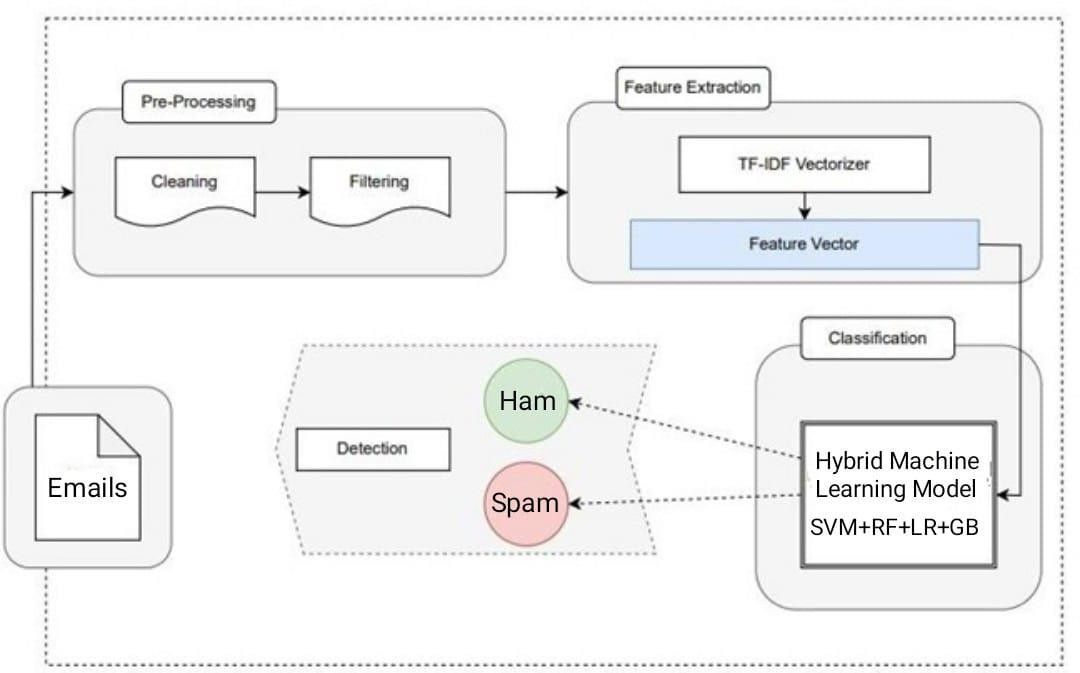 Pre-Processing
Cleaning
Filtering
Feature Extraction
TF-IDF Vectorizer
Feature Vector
Classification
Hybrid Machine
Learning Model
SVM+RF+LR+GB
Ham
Spam
Detection
Emails